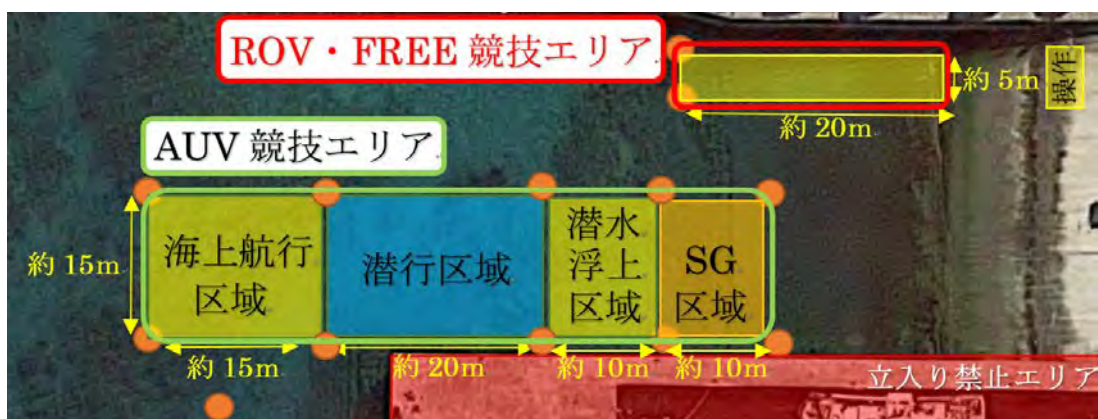 ROV・FREE 競技エリア
約 5m
操作
約 20m
AUV 競技エリア
約 15m
海上航行
区域
潜行区域
潜水
浮上
区域
SG
区域
約 15m
約 20m
約 10m
約 10m
立入り禁止エリア